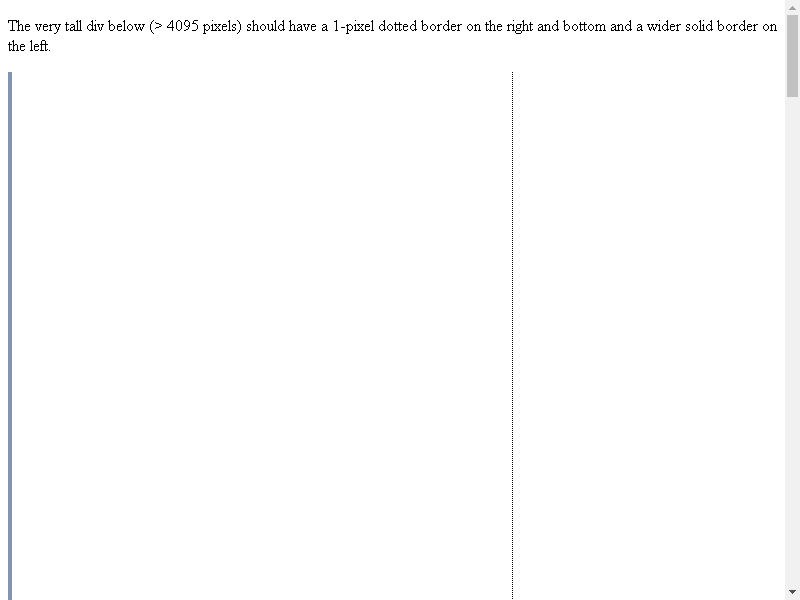 The very tall div below (> 4095 pixels) should have a 1-pixel dotted border on the right and bottom and a wider solid border on
the left.